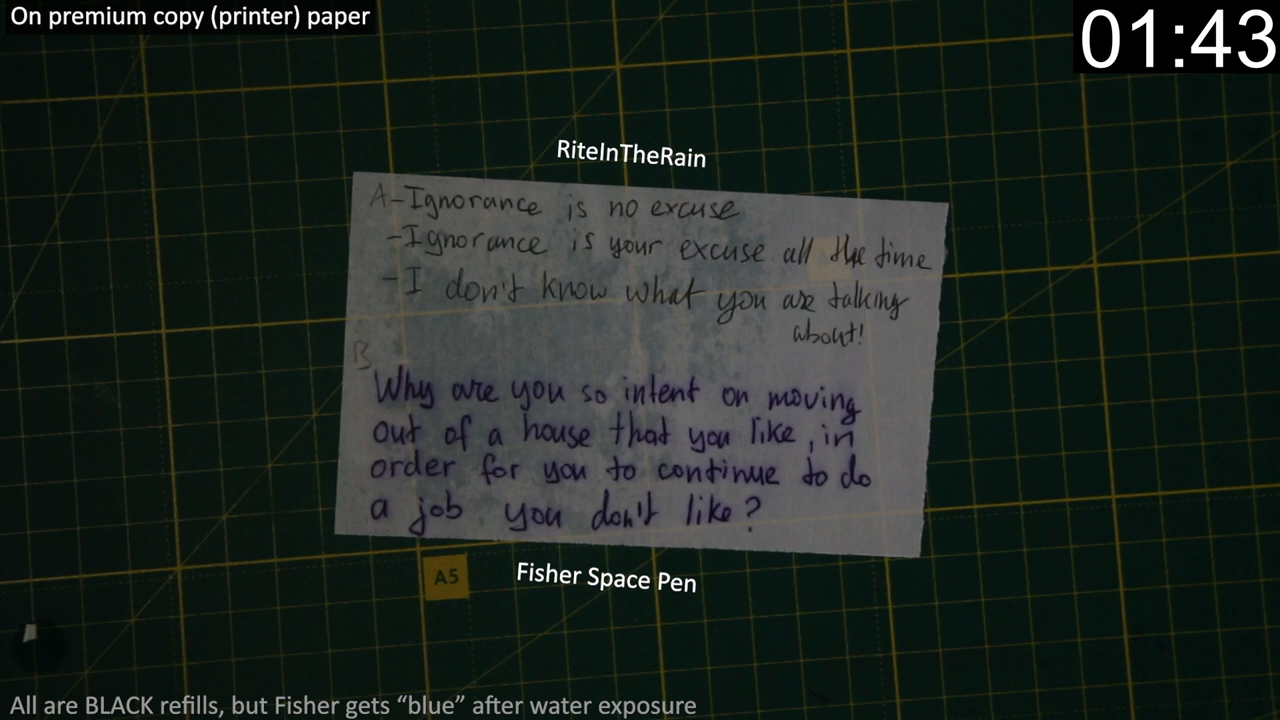 On premium copy (printer) paper
01:43
RiteInTheRain
A-Ignorance is no excuse
-Ignorance is your excuse all the time
-I don't know what you are talking
about!
B
Why are you so intent on moving
out of a house that you like, in
order for you to continue to do
a job you don't like?
A5
Fisher Space Pen
All are BLACK refills, but Fisher gets “blue” after water exposure